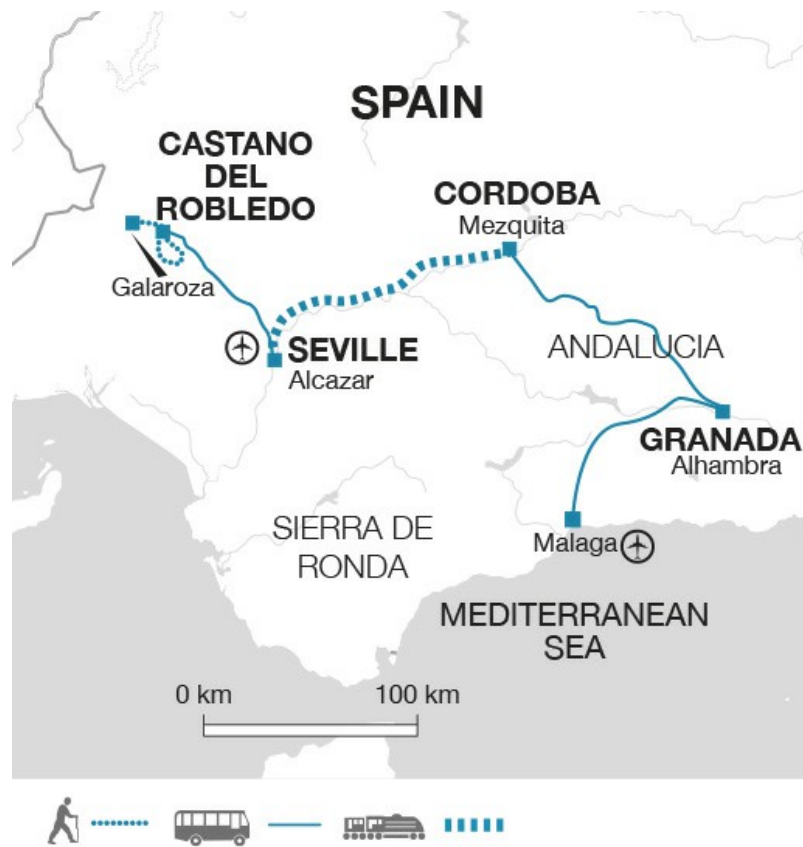 SPAIN
CASTANO
DEL
ROBLEDO
CORDOBA
Mezquita
Galaroza
SEVILLE
Alcazar
ANDALUCIA
GRANADA
Alhambra
SIERRA DE
RONDA
Malaga
MEDITERRANEAN
SEA
0 km 100 km